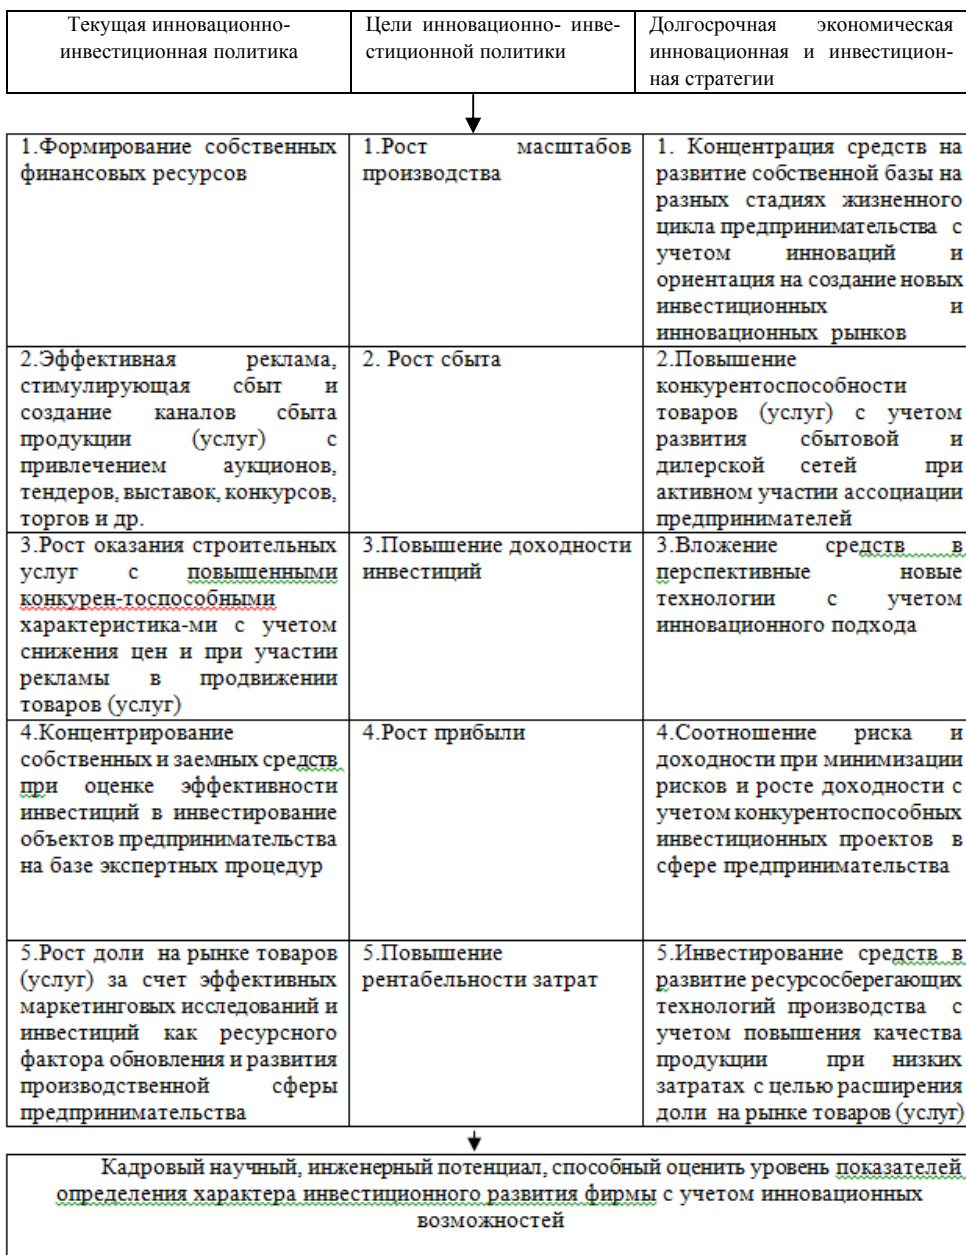 Текущая инновационно-
инвестиционная политика
Цели инновационно- инве-
стиционной политики
Долгосрочная экономическая
инновационная и инвестицион-
ная стратегии
1.Формирование собственных
финансовых ресурсов
1.Рост масштабов
производства
1. Концентрация средств на
развитие собственной базы на
разных стадиях жизненного
цикла предпринимательства с
учетом инноваций и
ориентация на создание новых
инвестиционных и
инновационных рынков
2.Эффективная реклама,
стимулирующая сбыт и
создание каналов сбыта
продукции (услуг) с
привлечением аукционов,
тендеров, выставок, конкурсов,
торгов и др.
2. Рост сбыта
2.Повышение
конкурентоспособности
товаров (услуг) с учетом
развития сбытовой и
дилерской сетей при
активном участии ассоциации
предпринимателей
3.Рост оказания строительных
услуг с повышенными
конкурен-тоспособными
характеристика-ми с учетом
снижения цен и при участии
рекламы в продвижении
товаров (услуг)
3.Повышение доходности
инвестиций
3.Вложение средств в
перспективные новые
технологии с учетом
инновационного подхода
4.Концентрирование
собственных и заемных средств
при оценке эффективности
инвестиций в инвестирование
объектов предпринимательства
на базе экспертных процедур
4.Рост прибыли
4.Соотношение риска и
доходности при минимизации
рисков и росте доходности с
учетом конкурентоспособных
инвестиционных проектов в
сфере предпринимательства
5.Рост доли на рынке товаров
(услуг) за счет эффективных
маркетинговых исследований и
инвестиций как ресурсного
фактора обновления и развития
производственной сферы
предпринимательства
5.Повышение
рентабельности затрат
5.Инвестирование средств в
развитие ресурсосберегающих
технологий производства с
учетом повышения качества
продукции при низких
затратах с целью расширения
доли на рынке товаров (услуг)
Кадровый научный, инженерный потенциал, способный оценить уровень показателей
определения характера инвестиционного развития фирмы с учетом инновационных
возможностей